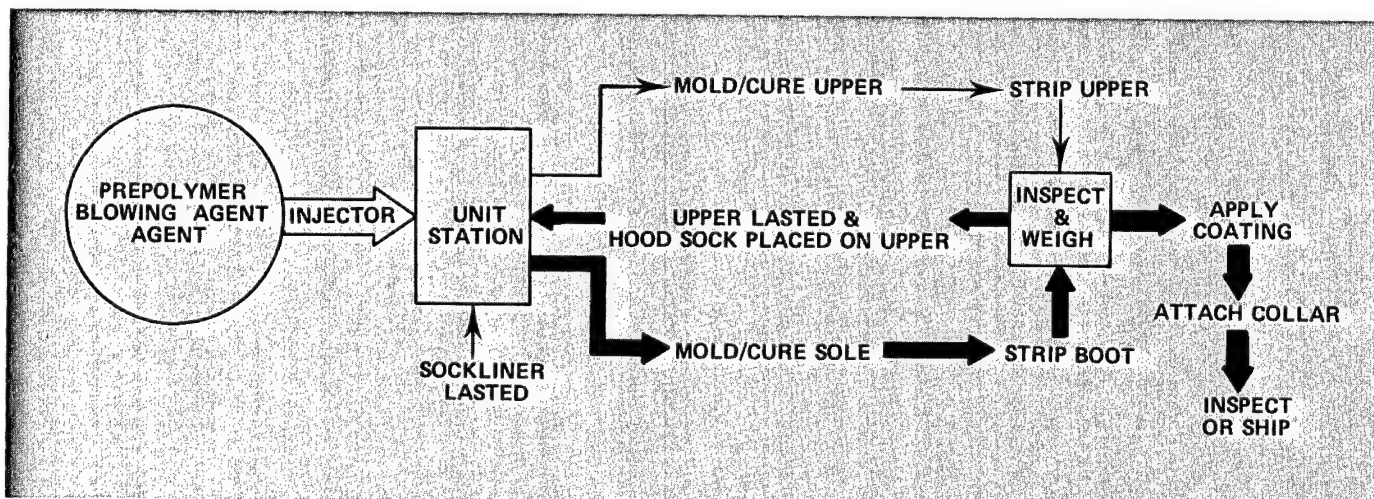 PREPOLYMER
BLOWING AGENT
AGENT
INJECTOR
UNIT
STATION
SOCKLINER
LASTED
MOLD/CURE UPPER
STRIP UPPER
UPPER LASTED &
HOOD SOCK PLACED ON UPPER
INSPECT
&
WEIGH
MOLD/CURE SOLE
STRIP BOOT
APPLY
COATING
ATTACH COLLAR
INSPECT
OR SHIP